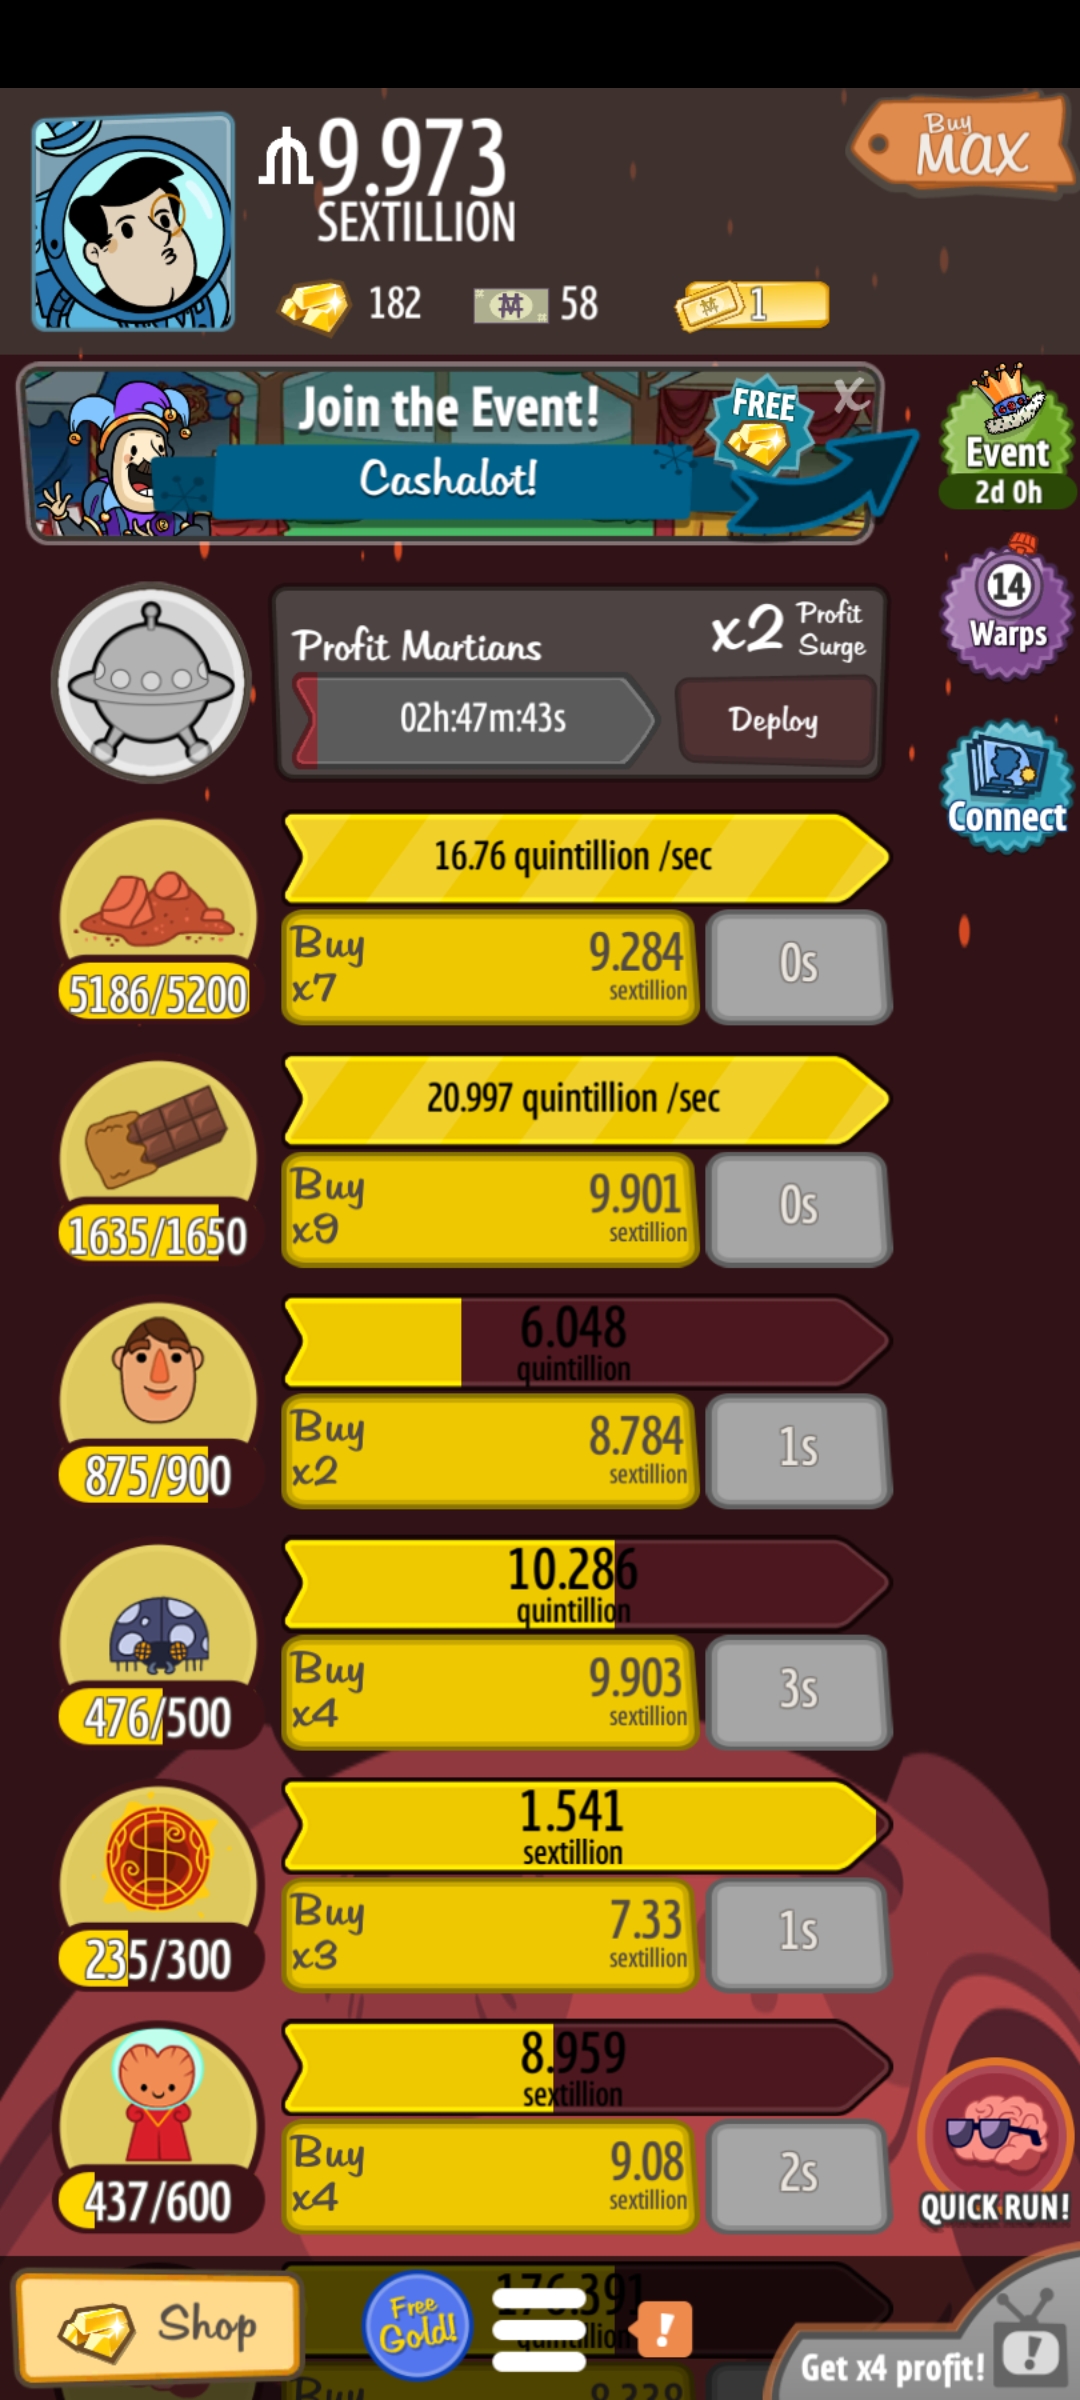 9.973
SEXTILLION
Buy
MAX
182
58
1
Join the Event!
Cashalot!
FREE
X
Event
2d 0h
Profit Martians
x2 Profit
Surge
02h:47m:43s
Deploy
14
Warps
Connect
16.76 quintillion /sec
5186/5200
Buy
x7
9.284
sextillion
0s
20.997 quintillion /sec
1635/1650
Buy
x9
9.901
sextillion
0s
6.048
quintillion
875/900
Buy
x2
8.784
sextillion
1s
10.286
quintillion
476/500
Buy
x4
9.903
sextillion
3s
1.541
sextillion
235/300
Buy
x3
7.33
sextillion
1s
8.959
sextillion
437/600
Buy
x4
9.08
sextillion
2s
QUICK RUN!
Shop
Free
Gold!
176.391
!
Get x4 profit!
!
Buy